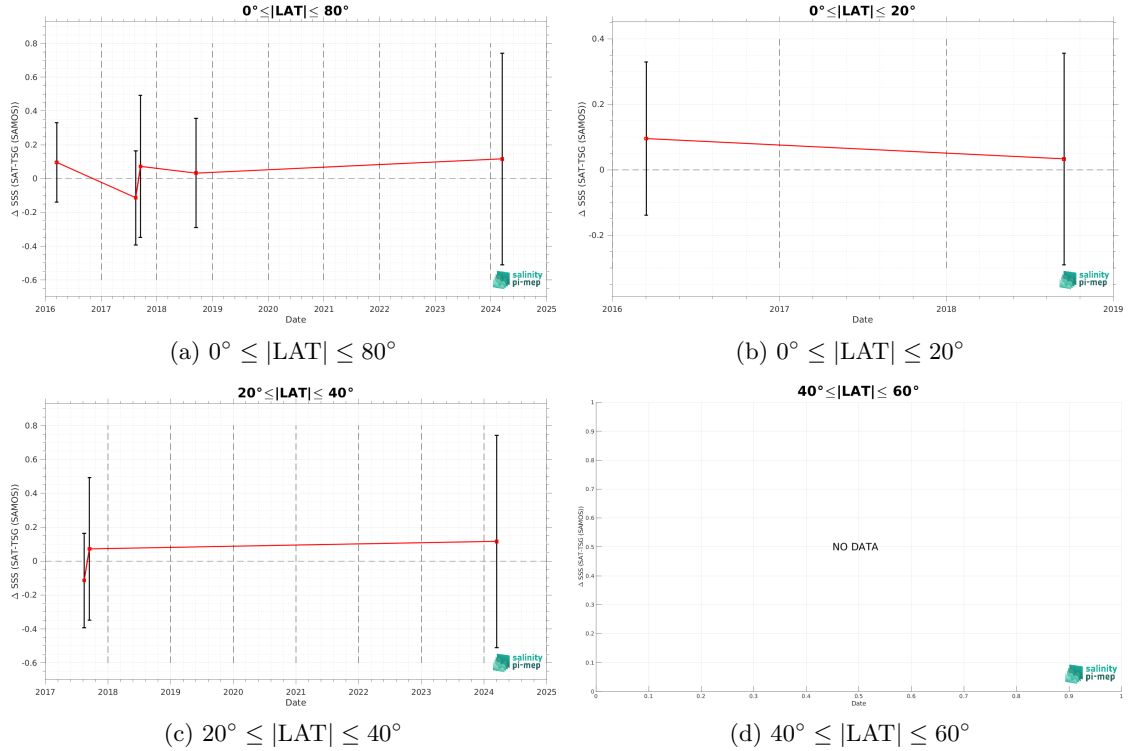 0°≤|LAT|≤ 80°
Δ SSS (SAT-TSG (SAMOS))
0.8
0.6
0.4
0.2
0
-0.2
-0.4
-0.6
2016 2017 2018 2019 2020 2021 2022 2023 2024 2025
Date
salinity
pi-mep
(a) 0° ≤ |LAT| ≤ 80°
0°≤|LAT|≤ 20°
Δ SSS (SAT-TSG (SAMOS))
0.4
0.2
0
-0.2
2016 2017 2018 2019
Date
salinity
pi-mep
(b) 0° ≤ |LAT| ≤ 20°
20°≤|LAT|≤ 40°
Δ SSS (SAT-TSG (SAMOS))
0.8
0.6
0.4
0.2
0
-0.2
-0.4
-0.6
2017 2018 2019 2020 2021 2022 2023 2024 2025
Date
salinity
pi-mep
(c) 20° ≤ |LAT| ≤ 40°
40°≤|LAT|≤ 60°
Δ SSS (SAT-TSG (SAMOS))
1
0.9
0.8
0.7
0.6
0.5
0.4
0.3
0.2
0.1
0
NO DATA
0 0.1 0.2 0.3 0.4 0.5 0.6 0.7 0.8 0.9 1
Date
salinity
pi-mep
(d) 40° ≤ |LAT| ≤ 60°